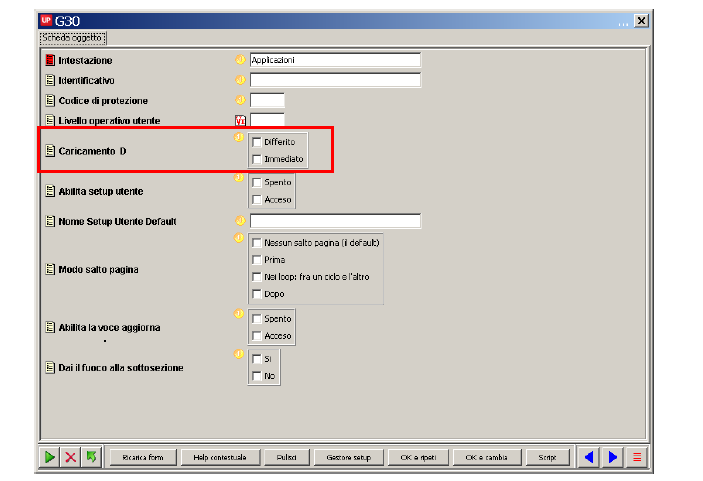 UP G30
Scheda oggetto
Intestazione Applicazioni
Identificativo
Codice di protezione
Livello operativo utente
Caricamento D Differito
Immediato
Abilita setup utente Spento
Acceso
Nome Setup Utente Default
Modo salto pagina Nessun salto pagina (il default)
Prima
Nei loop: fra un ciclo e l'altro
Dopo
Abilita la voce aggiorna Spento
Acceso
Dai il fuoco alla sottosezione Si
No
Ricarica form Help contestuale Pulisci Gestore setup OK e ripeti OK e cambia Script